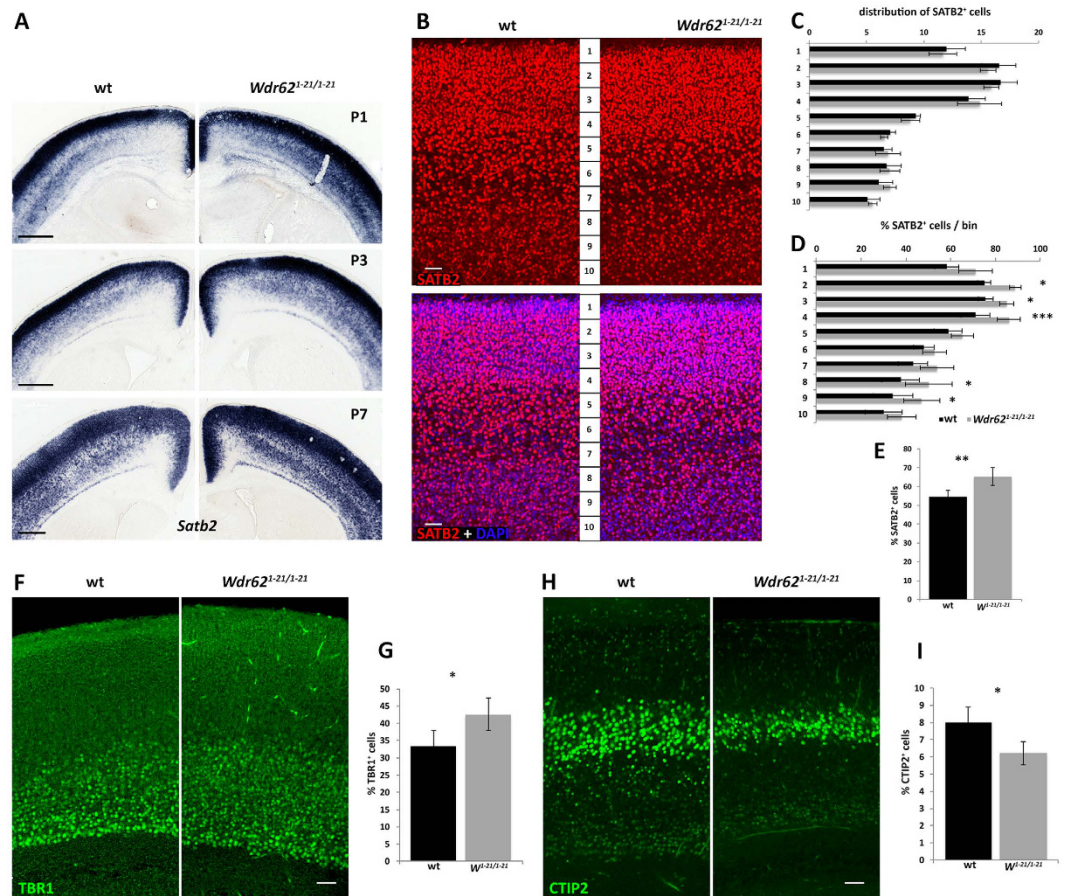 A
wt
Wdr62 1-21/1-21
P1
P3
P7
Satb2
B
wt
Wdr62 1-21/1-21
1
2
3
4
5
6
7
8
9
10
SATB2
1
2
3
4
5
6
7
8
9
10
SATB2 + DAPI
C
distribution of SATB2+ cells
0 5 10 15 20
1
2
3
4
5
6
7
8
9
10
D
% SATB2+ cells / bin
0 20 40 60 80 100
1
2 *
3 *
4 ***
5
6
7
8 *
9 *
10
wt Wdr62 1-21/1-21
E
**
% SATB2+ cells
80
70
60
50
40
30
20
10
0
wt W 1-21/1-21
F
wt
Wdr62 1-21/1-21
TBR1
G
*
% TBR1+ cells
50
45
40
35
30
25
20
15
10
5
0
wt W 1-21/1-21
H
wt
Wdr62 1-21/1-21
CTIP2
I
*
% CTIP2+ cells
10
9
8
7
6
5
4
3
2
1
0
wt W 1-21/1-21